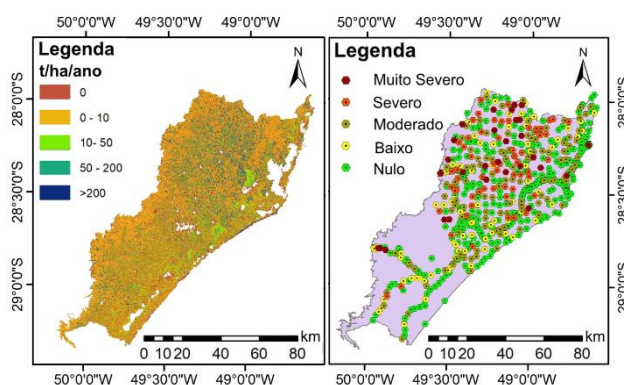 50°0'0"W 49°30'0"W 49°0'0"W
Legenda
t/ha/ano
0
0 - 10
10- 50
50 - 200
>200
N
28°0'0"S
28°30'0"S
29°0'0"S
km
0 10 20 40 60 80
50°0'0"W 49°30'0"W 49°0'0"W
50°0'0"W 49°30'0"W 49°0'0"W
Legenda
Muito Severo
Severo
Moderado
Baixo
Nulo
N
28°0'0"S
28°30'0"S
29°0'0"S
km
0 10 20 40 60 80
50°0'0"W 49°30'0"W 49°0'0"W